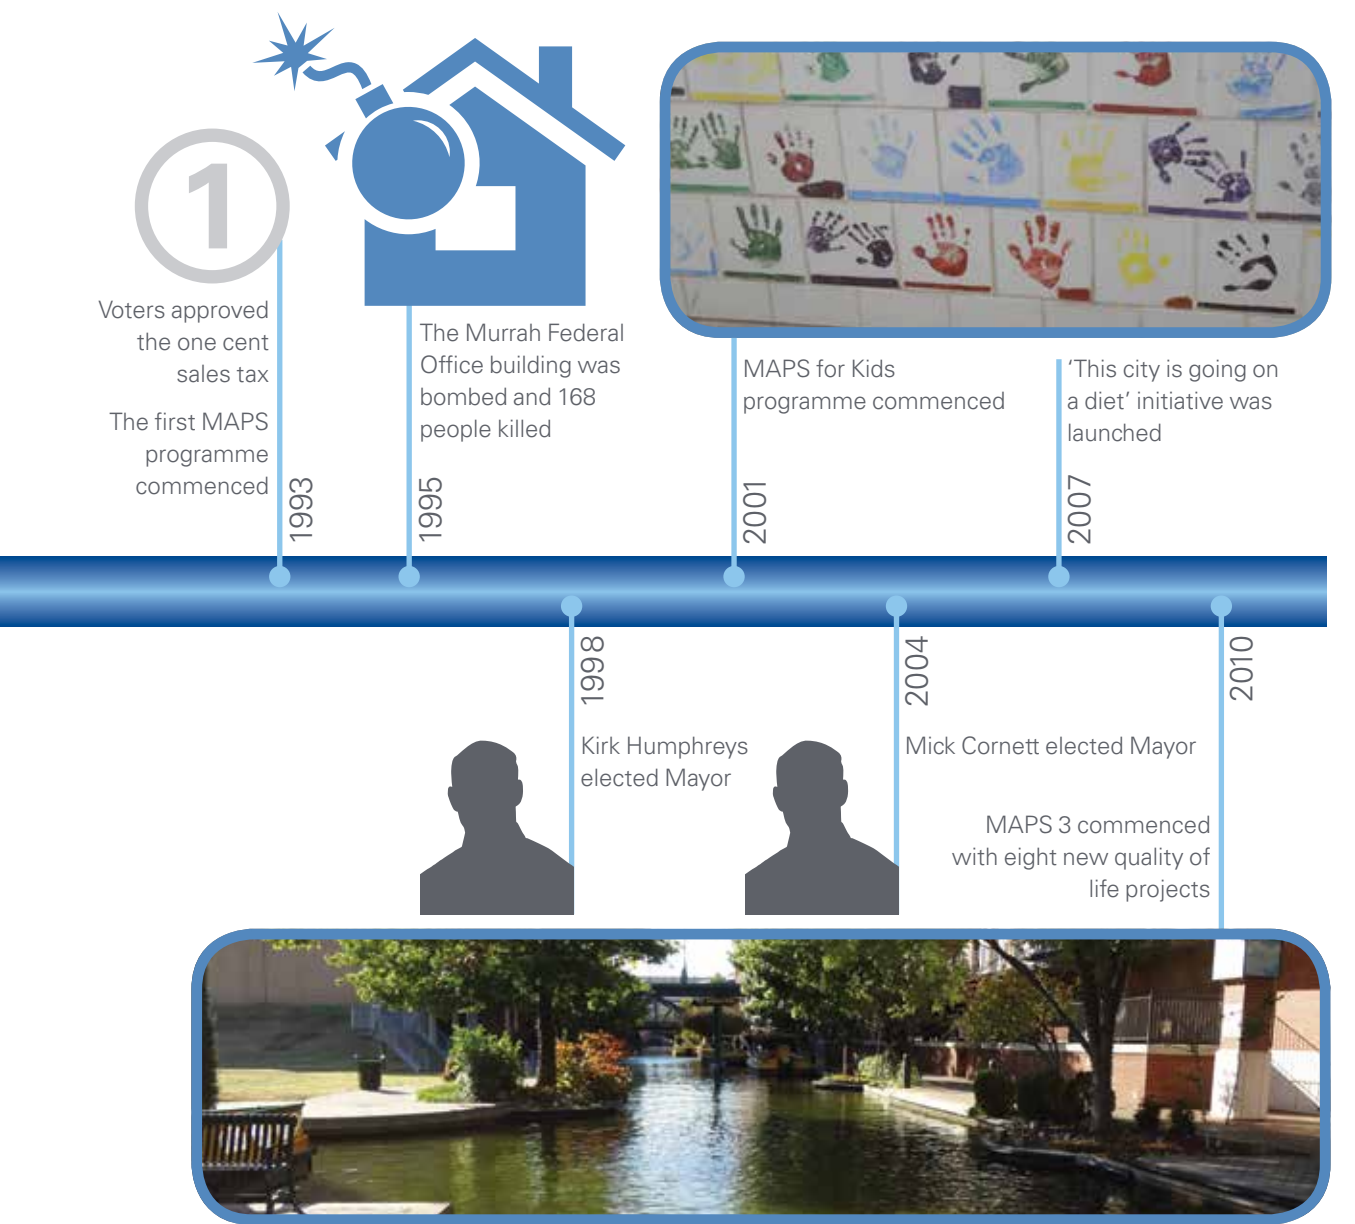 1
Voters approved
the one cent
sales tax
The first MAPS
programme
commenced
1993
The Murrah Federal
Office building was
bombed and 168
people killed
1995
MAPS for Kids
programme commenced
2001
'This city is going on
a diet' initiative was
launched
2007
1998
Kirk Humphreys
elected Mayor
2004
Mick Cornett elected Mayor
2010
MAPS 3 commenced
with eight new quality of
life projects